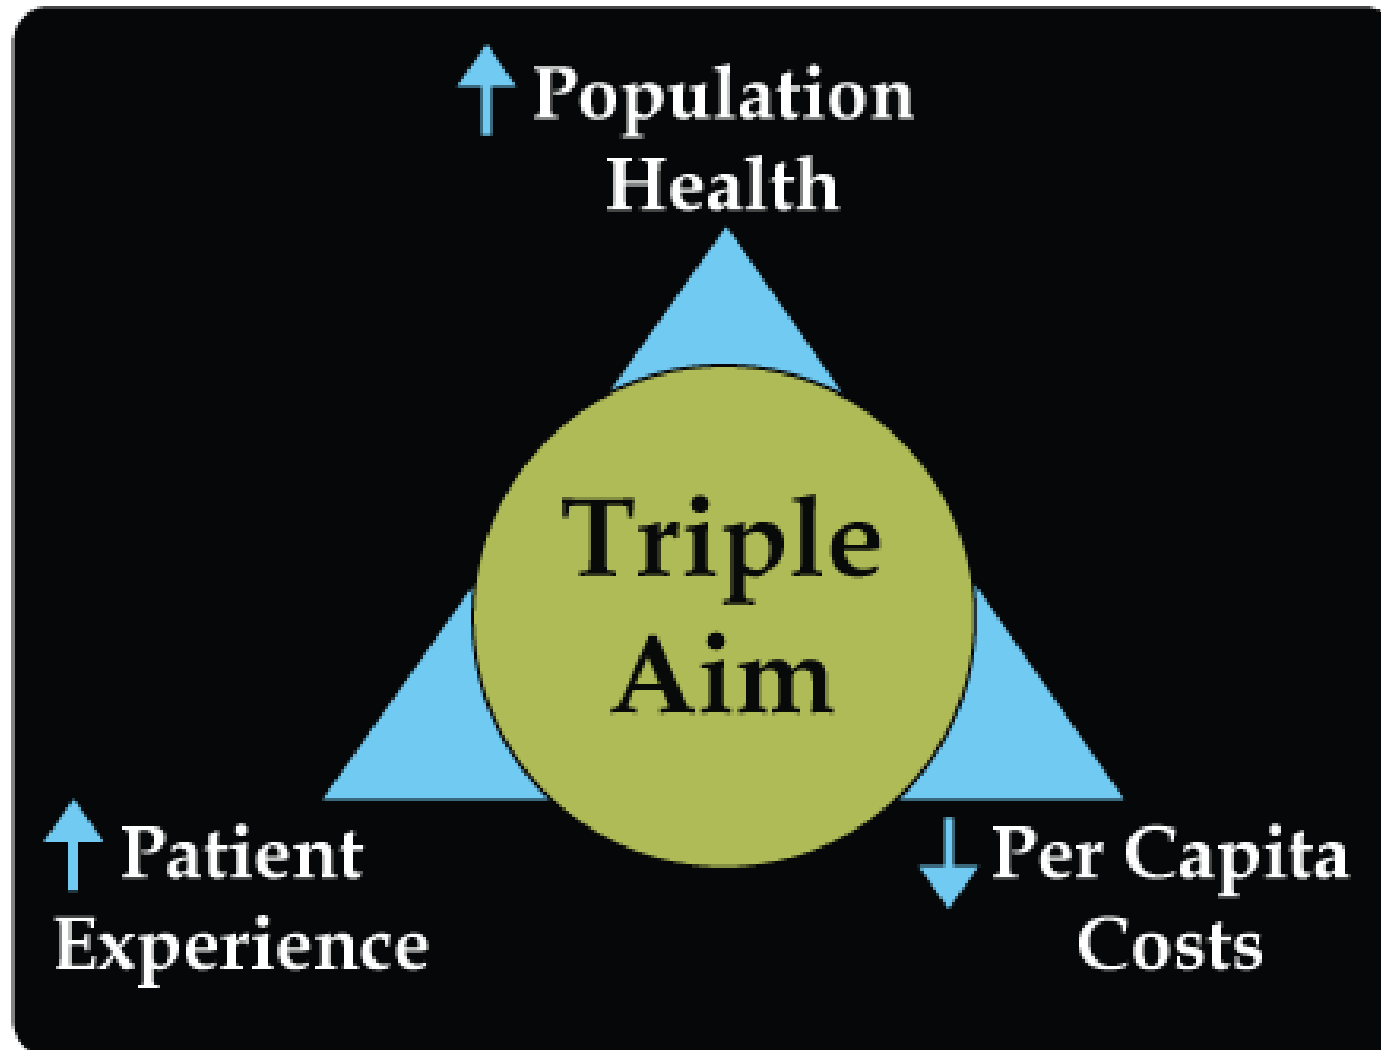 Population
Health
Triple
Aim
Patient
Experience
Per Capita
Costs